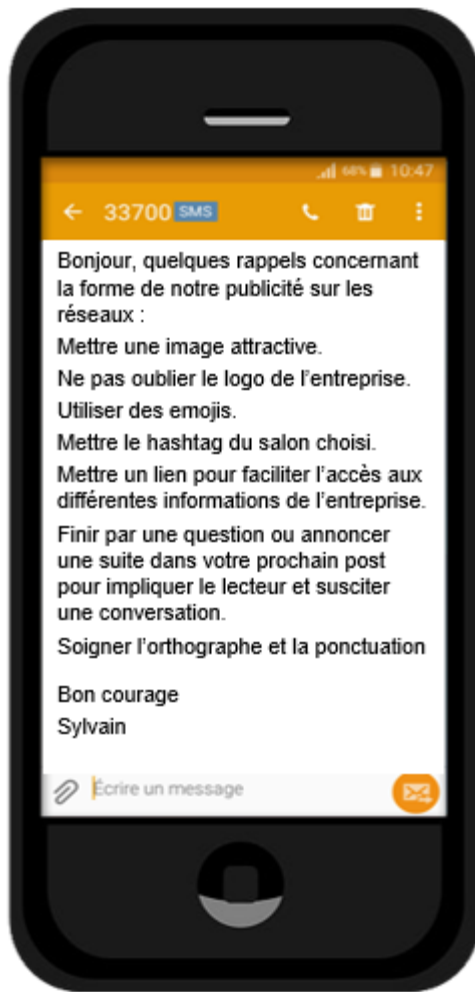 68% 10:47
33700 SMS
Bonjour, quelques rappels concernant
la forme de notre publicité sur les
réseaux :
Mettre une image attractive.
Ne pas oublier le logo de l'entreprise.
Utiliser des emojis.
Mettre le hashtag du salon choisi.
Mettre un lien pour faciliter l'accès aux
différentes informations de l'entreprise.
Finir par une question ou annoncer
une suite dans votre prochain post
pour impliquer le lecteur et susciter
une conversation.
Soigner l'orthographe et la ponctuation
Bon courage
Sylvain
Écrire un message